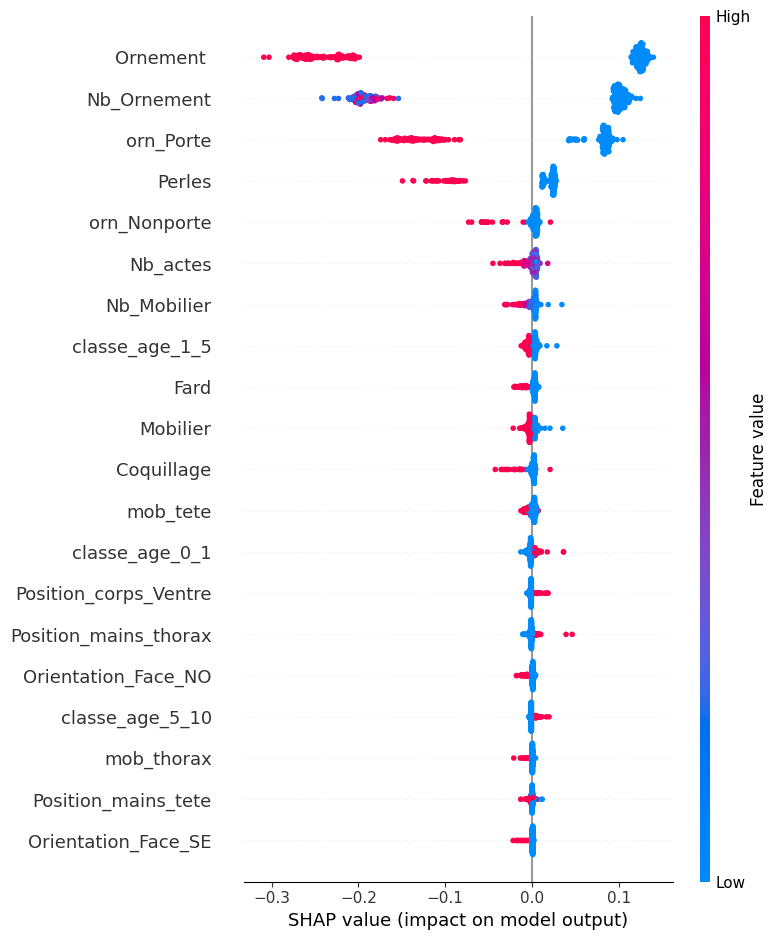 High
Ornement
Nb_Ornement
orn_Porte
Perles
orn_Nonporte
Nb_actes
Nb_Mobilier
classe_age_1_5
Fard
Mobilier
Coquillage
mob_tete
classe_age_0_1
Position_corps_Ventre
Position_mains_thorax
Orientation_Face_NO
classe_age_5_10
mob_thorax
Position_mains_tete
Orientation_Face_SE
Feature value
Low
−0.3 −0.2 −0.1 0.0 0.1
SHAP value (impact on model output)